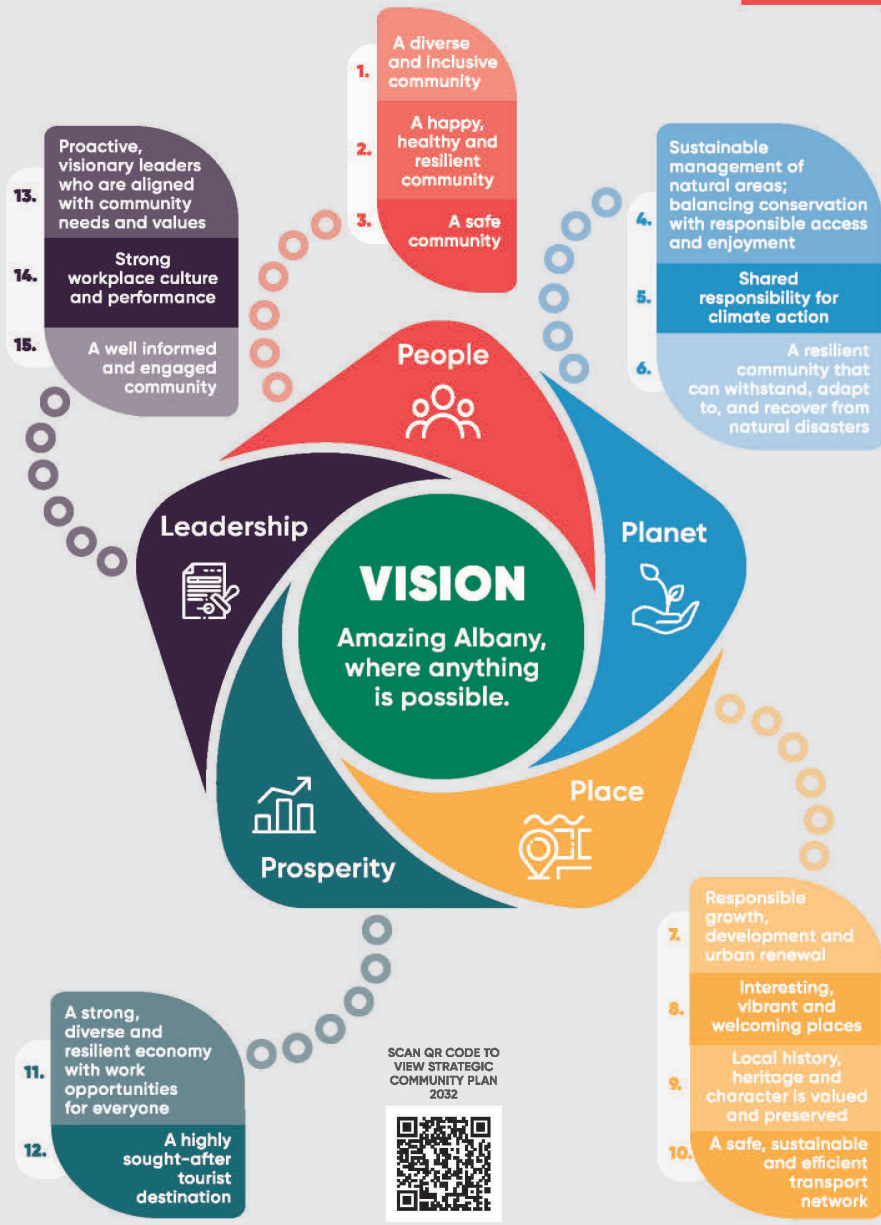 1.
A diverse
and inclusive
community
2.
A happy,
healthy and
resilient
community
3.
A safe
community
4.
Sustainable
management of
natural areas;
balancing conservation
with responsible access
and enjoyment
5.
Shared
responsibility for
climate action
6.
A resilient
community that
can withstand, adapt
to, and recover from
natural disasters
13.
Proactive,
visionary leaders
who are aligned
with community
needs and values
14.
Strong
workplace culture
and performance
15.
A well informed
and engaged
community
People
Leadership
Planet
VISION
Amazing Albany,
where anything
is possible.
Place
Prosperity
7.
Responsible
growth,
development and
urban renewal
8.
Interesting,
vibrant and
welcoming places
9.
Local history,
heritage and
character is valued
and preserved
10.
A safe, sustainable
and efficient
transport
network
11.
A strong,
diverse and
resilient economy
with work
opportunities
for everyone
12.
A highly
sought-after
tourist
destination
SCAN QR CODE TO
VIEW STRATEGIC
COMMUNITY PLAN
2032